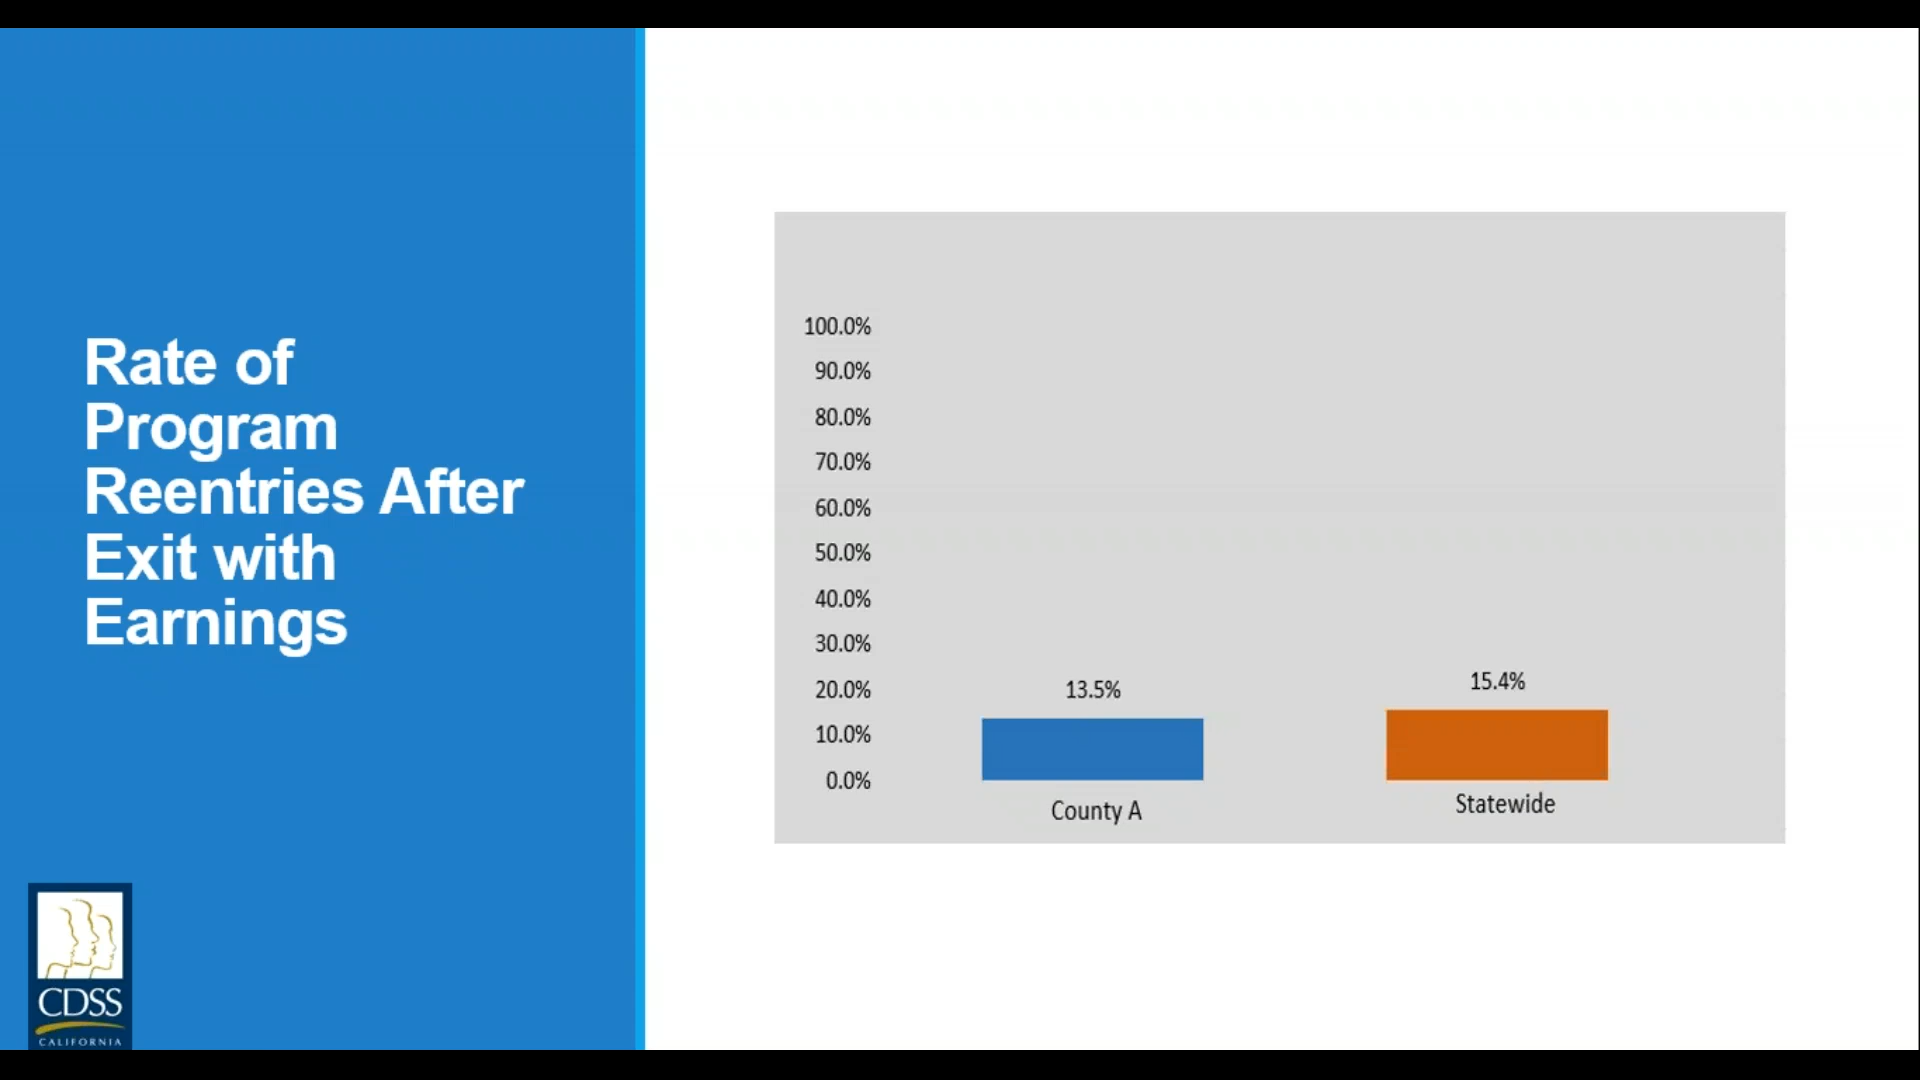 Rate of
Program
Reentries After
Exit with
Earnings
CDSS
CALIFORNIA
100.0%
90.0%
80.0%
70.0%
60.0%
50.0%
40.0%
30.0%
20.0%
10.0%
0.0%
13.5%
15.4%
County A
Statewide